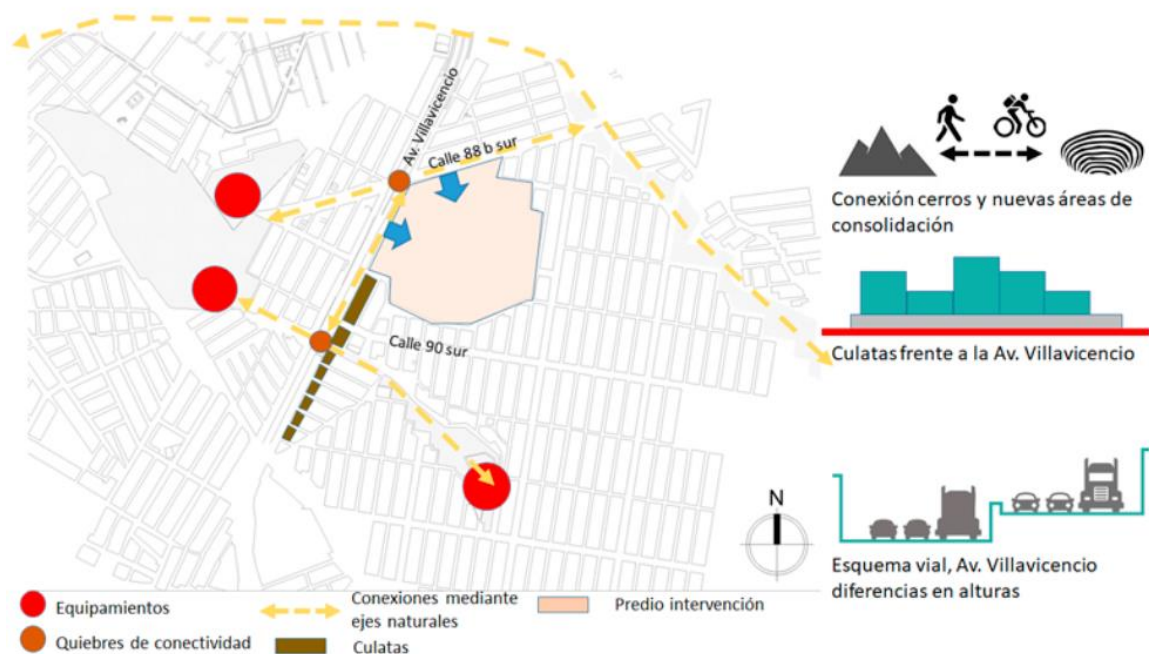 Av. Villavicencio
Calle 88 b sur
Calle 90 sur
Conexión cerros y nuevas áreas de
consolidación
Culatas frente a la Av. Villavicencio
N
Esquema vial, Av. Villavicencio
diferencias en alturas
Equipamientos
Conexiones mediante
ejes naturales
Predio intervención
Quiebres de conectividad
Culatas